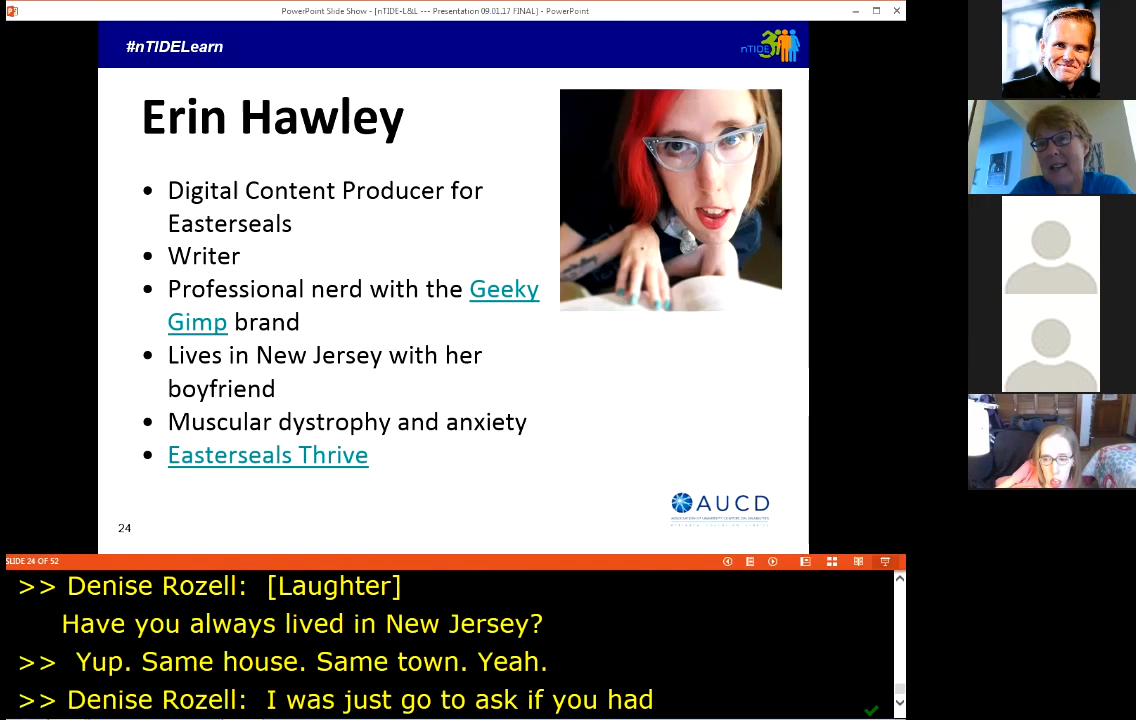 PowerPoint Slide Show - [nTIDE-L&L --- Presentation 09.01.17 FINAL] - PowerPoint
#nTIDELearn
nTIDE
Erin Hawley
• Digital Content Producer for
Easterseals
• Writer
• Professional nerd with the Geeky
Gimp brand
• Lives in New Jersey with her
boyfriend
• Muscular dystrophy and anxiety
• Easterseals Thrive
AUCD
24
SLIDE 24 OF 52
>> Denise Rozell: [Laughter]
Have you always lived in New Jersey?
>> Yup. Same house. Same town. Yeah.
>> Denise Rozell: I was just go to ask if you had